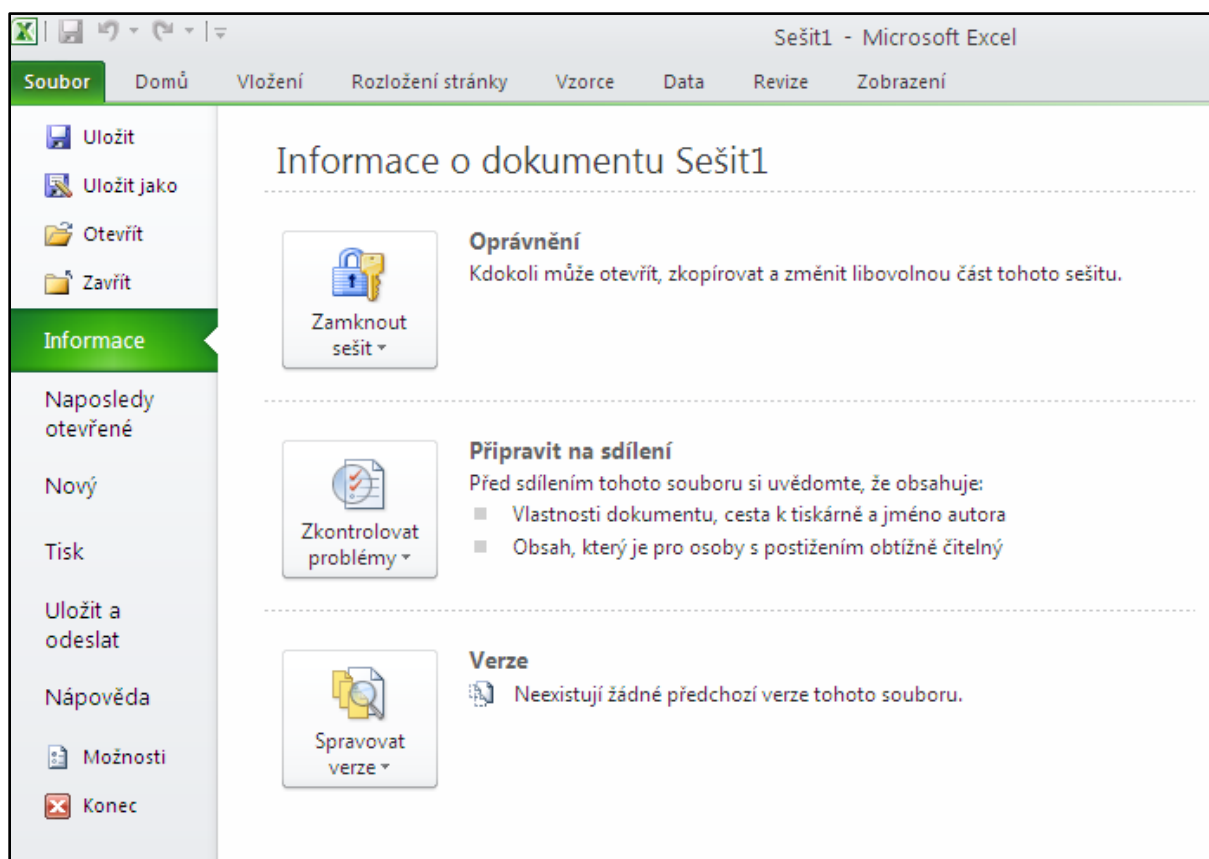 Sešit1 - Microsoft Excel
Soubor Domů Vložení Rozložení stránky Vzorce Data Revize Zobrazení
Uložit
Uložit jako
Otevřít
Zavřít
Informace
Naposledy
otevřené
Nový
Tisk
Uložit a
odeslat
Nápověda
Možnosti
Konec
Informace o dokumentu Sešit1
Zamknout
sešit
Oprávnění
Kdokoli může otevřít, zkopírovat a změnit libovolnou část tohoto sešitu.
Zkontrolovat
problémy
Připravit na sdílení
Před sdílením tohoto souboru si uvědomte, že obsahuje:
Vlastnosti dokumentu, cesta k tiskárně a jméno autora
Obsah, který je pro osoby s postižením obtížně čitelný
Spravovat
verze
Verze
Neexistují žádné předchozí verze tohoto souboru.